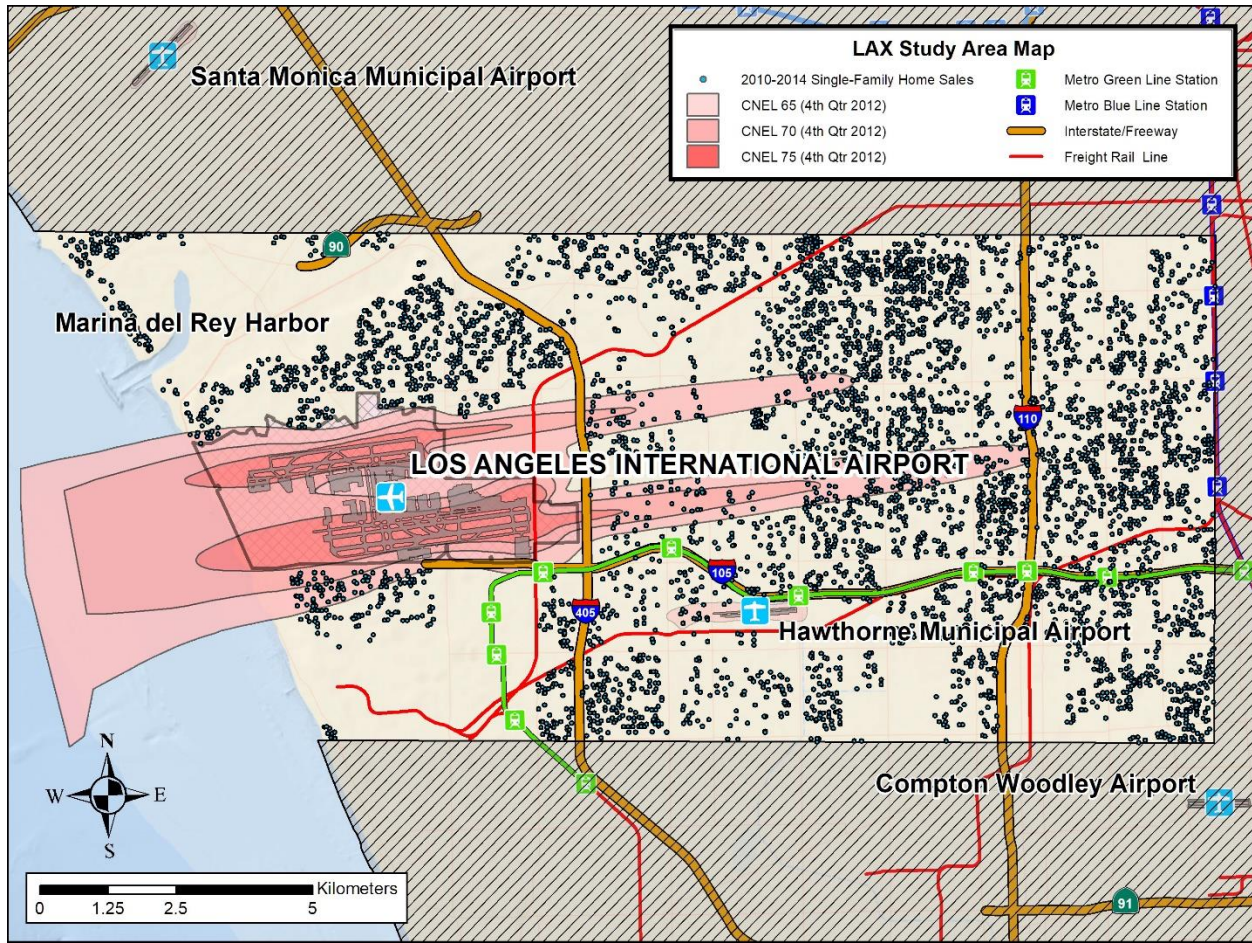 LAX Study Area Map
2010-2014 Single-Family Home Sales
CNEL 65 (4th Qtr 2012)
CNEL 70 (4th Qtr 2012)
CNEL 75 (4th Qtr 2012)
Metro Green Line Station
Metro Blue Line Station
Interstate/Freeway
Freight Rail Line
Santa Monica Municipal Airport
90
Marina del Rey Harbor
110
LOS ANGELES INTERNATIONAL AIRPORT
105
405
Hawthorne Municipal Airport
Compton Woodley Airport
91
N
W E
S
Kilometers
0 1.25 2.5 5